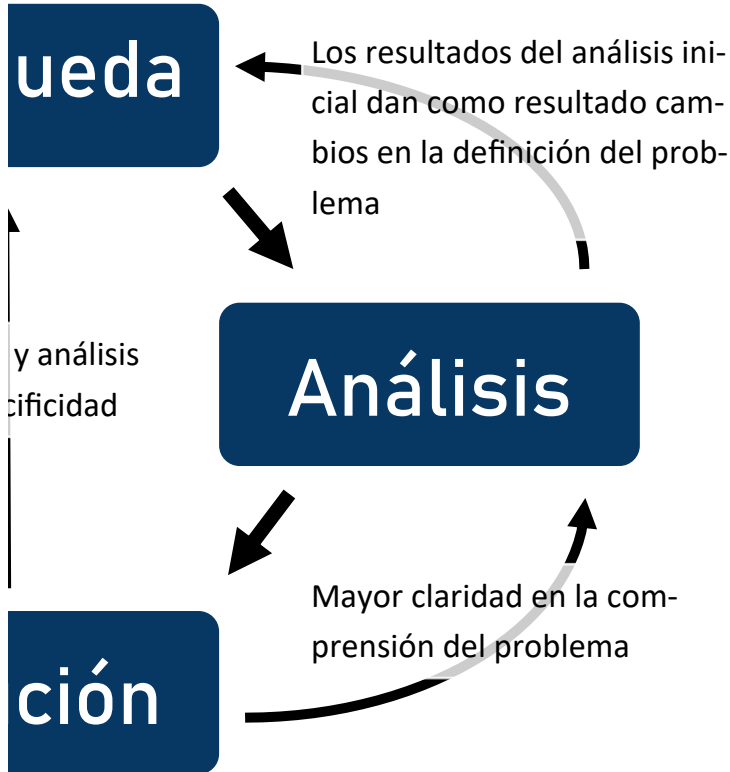 ueda
Los resultados del análisis ini-
cial dan como resultado cam-
bios en la definición del prob-
lema
y análisis
cificidad
Análisis
Mayor claridad en la com-
prensión del problema
ción